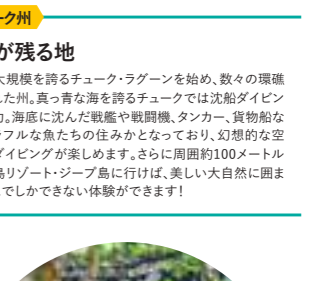 ーク州
が残る地
大規模を誇るチューク・ラグーンを始め、数々の環礁
れた州。真っ青な海を誇るチュークでは沈船ダイビン
力。海底に沈んだ戦艦や戦闘機、タンカー、貨物船な
ラフルな魚たちの住みかとなっており、幻想的な空
ダイビングが楽しめます。さらに周囲約100メートル
島リゾート・ジープ島に行けば、美しい大自然に囲ま
でしかできない体験ができます!